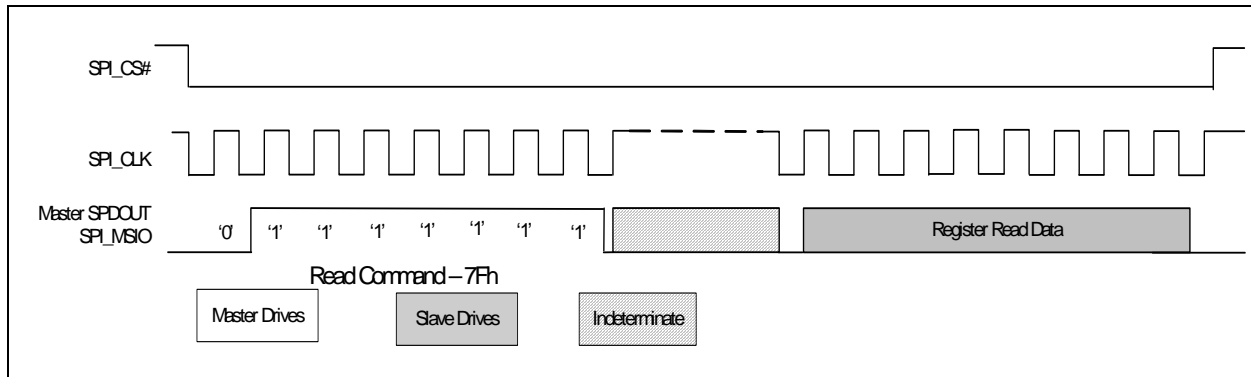 SPI_CS#
SPI_CLK
Master SPDOUT
SPI_MSIO
‘0’ ‘1’ ‘1’ ‘1’ ‘1’ ‘1’ ‘1’ ‘1’
Register Read Data
Read Command – 7Fh
Master Drives
Slave Drives
Indeterminate